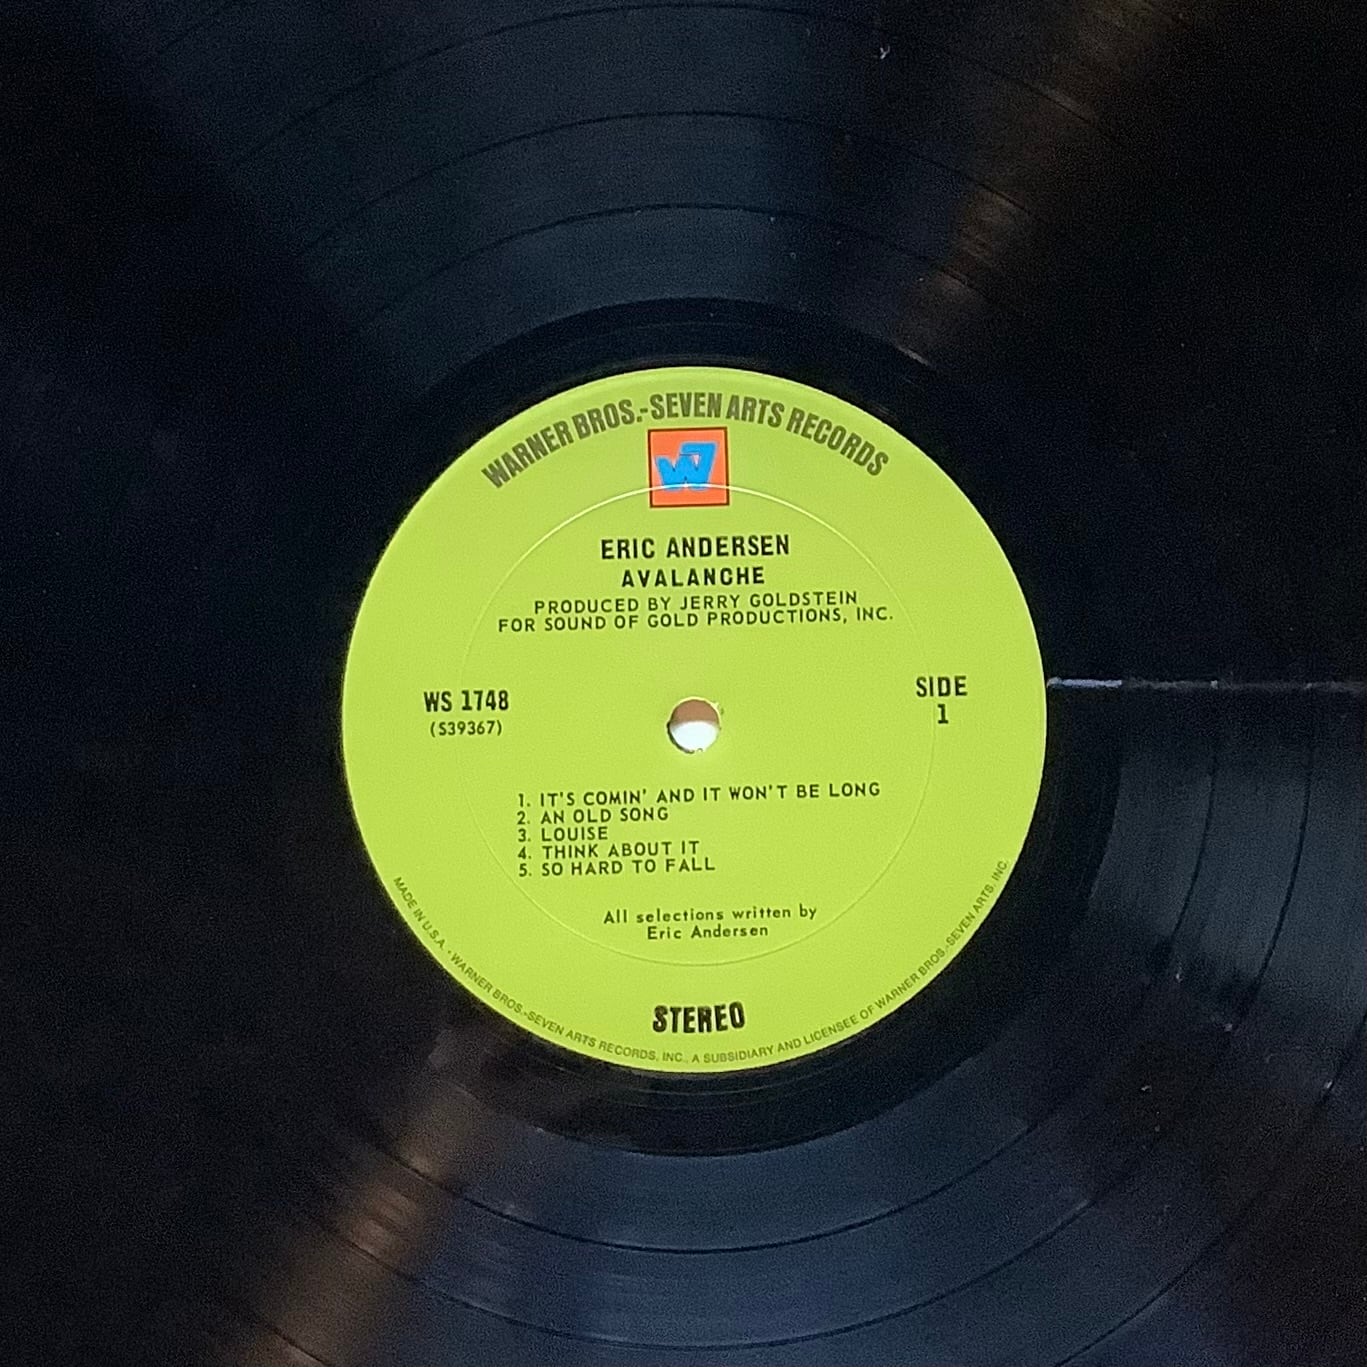 WARNER BROS.-SEVEN ARTS RECORDS
W7
ERIC ANDERSEN
AVALANCHE
PRODUCED BY JERRY GOLDSTEIN
FOR SOUND OF GOLD PRODUCTIONS, INC.
WS 1748
(S39367)
SIDE
1
1. IT'S COMIN' AND IT WON'T BE LONG
2. AN OLD SONG
3. LOUISE
4. THINK ABOUT IT
5. SO HARD TO FALL
All selections written by
Eric Andersen
STEREO
MADE IN U.S.A. · WARNER BROS.-SEVEN ARTS RECORDS, INC., A SUBSIDIARY AND LICENSEE OF WARNER BROS.-SEVEN ARTS, INC.